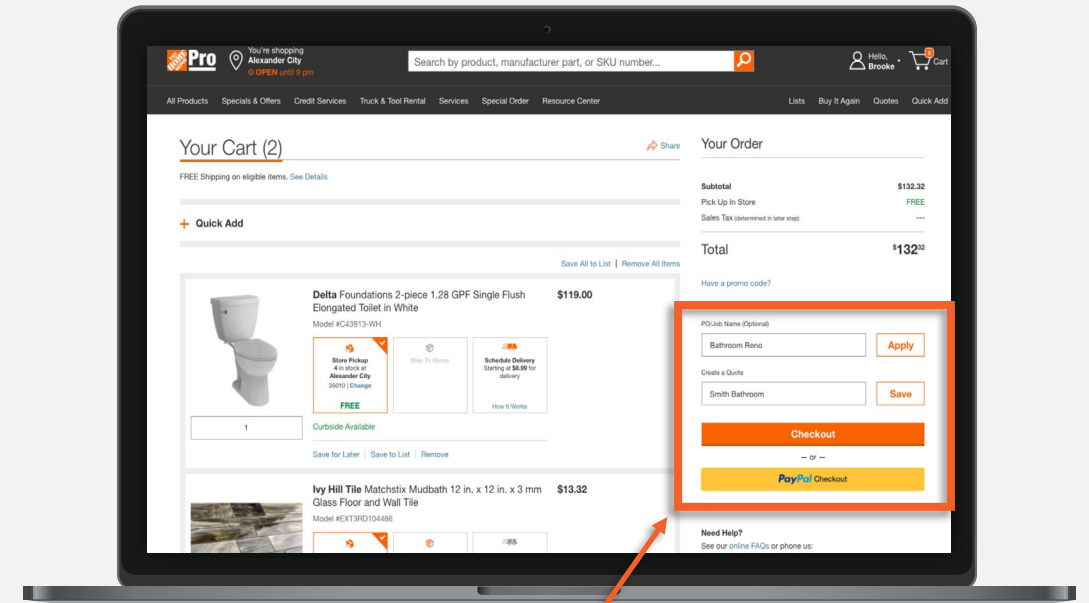 THE HOME DEPOT Pro
You're shopping
Alexander City
OPEN until 9 pm
Search by product, manufacturer part, or SKU number...
Hello,
Brooke
2
Cart
All Products Specials & Offers Credit Services Truck & Tool Rental Services Special Order Resource Center
Lists Buy It Again Quotes Quick Add
Your Cart (2)
Share
FREE Shipping on eligible items. See Details
+ Quick Add
Save All to List | Remove All Items
Delta Foundations 2-piece 1.28 GPF Single Flush
Elongated Toilet in White
$119.00
Model #C43913-WH
Store Pickup
4 in stock at
Alexander City
35010 | Change
FREE
Ship To Home
Schedule Delivery
Starting at $8.99 for
delivery
How It Works
1
Curbside Available
Save for Later | Save to List | Remove
Ivy Hill Tile Matchstix Mudbath 12 in. x 12 in. x 3 mm
Glass Floor and Wall Tile
$13.32
Model #EXT3RD104486
Your Order
Subtotal $132.32
Pick Up In Store FREE
Sales Tax (determined in later step) ---
Total $13232
Have a promo code?
PO/Job Name (Optional)
Bathroom Reno
Apply
Create a Quote
Smith Bathroom
Save
Checkout
— or —
PayPal Checkout
Need Help?
See our online FAQs or phone us: